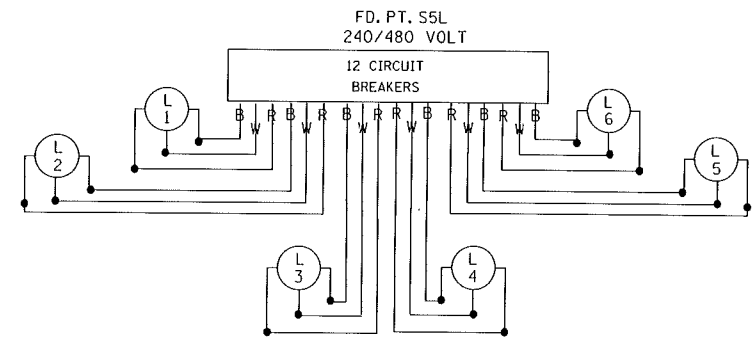 FD. PT. S5L
240/480 VOLT
12 CIRCUIT
BREAKERS
B W R B W R B W R R W B R W B R W B
L
1
L
2
L
3
L
4
L
5
L
6